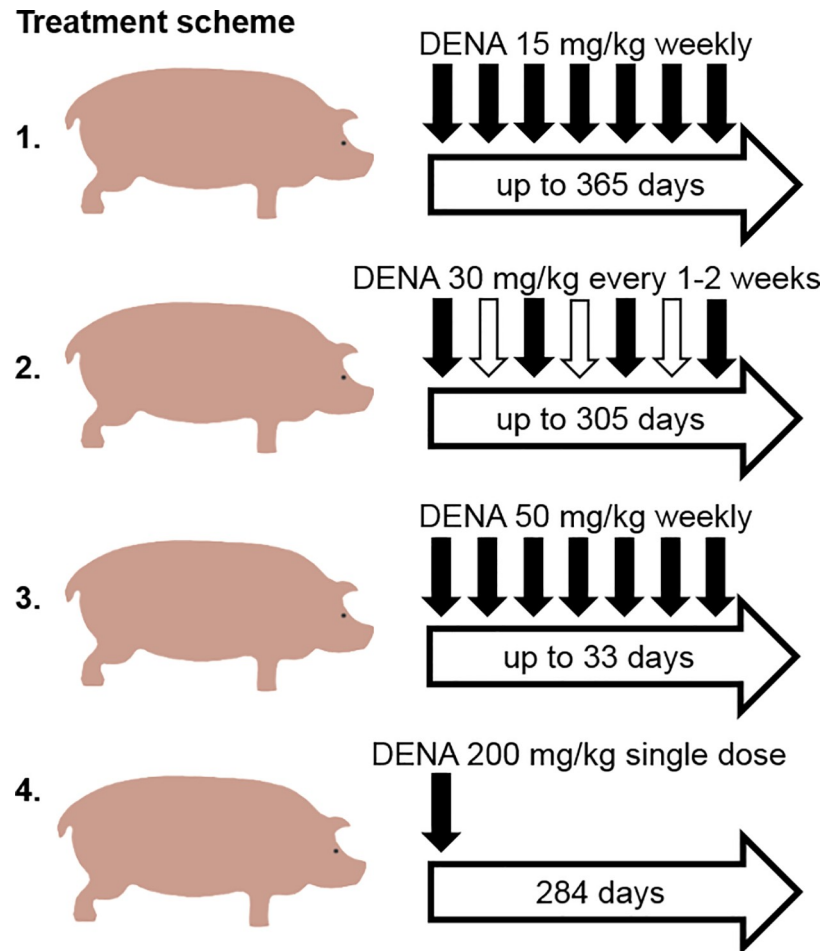 Treatment scheme
DENA 15 mg/kg weekly
1.
up to 365 days
DENA 30 mg/kg every 1-2 weeks
2.
up to 305 days
DENA 50 mg/kg weekly
3.
up to 33 days
DENA 200 mg/kg single dose
4.
284 days